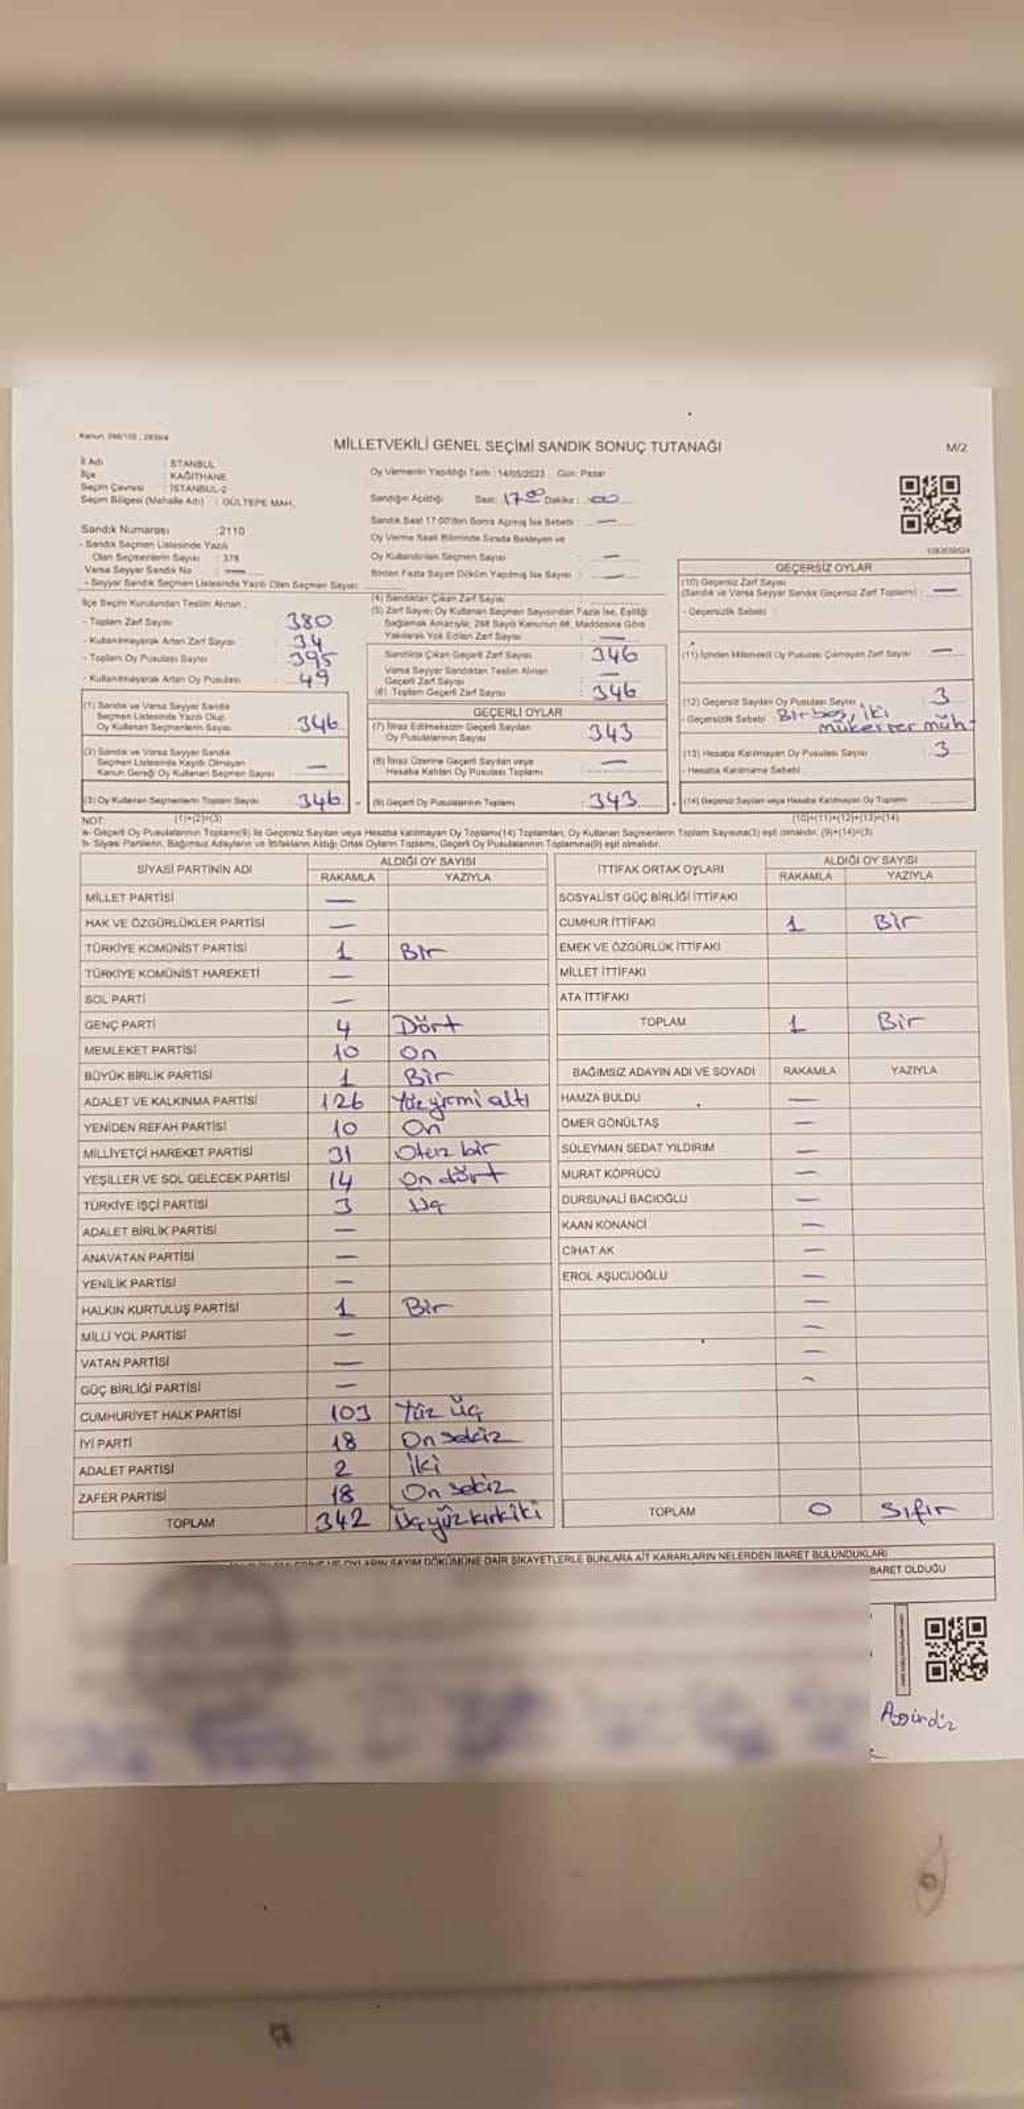 MİLLETVEKİLİ GENEL SEÇİMİ SANDIK SONUÇ TUTANAĞI
M/2
İl Adı : İSTANBUL
İlçe : KAĞITHANE
Seçim Çevresi : İSTANBUL-2
Seçim Bölgesi (Mahalle Adı) : GÜLTEPE MAH.
Oy Vermenin Yapıldığı Tarih : 14/05/2023 Gün: Pazar
Sandığın Açıldığı Saat: 17:00 Dakika : 00
Sandık Saat 17:00'den Sonra Açılmış İse Sebebi : —
Oy Verme Saati Bitiminde Sırada Bekleyen ve
Oy Kullandırılan Seçmen Sayısı : —
Birden Fazla Sayım Döküm Yapılmış İse Sayısı : —
Sandık Numarası :2110
- Sandık Seçmen Listesinde Yazılı
Olan Seçmenlerin Sayısı : 378
Varsa Seyyar Sandık No : —
- Seyyar Sandık Seçmen Listesinde Yazılı Olan Seçmen Sayısı:
İlçe Seçim Kurulundan Teslim Alınan :
- Toplam Zarf Sayısı : 380
- Kullanılmayarak Artan Zarf Sayısı : 34
- Toplam Oy Pusulası Sayısı : 395
- Kullanılmayarak Artan Oy Pusulası : 49
(1) Sandık ve Varsa Seyyar Sandık
Seçmen Listesinde Yazılı Olup
Oy Kullanan Seçmenlerin Sayısı : 346
(2) Sandık ve Varsa Seyyar Sandık
Seçmen Listesinde Kayıtlı Olmayan
Kanun Gereği Oy Kullanan Seçmen Sayısı : —
(3) Oy Kullanan Seçmenlerin Toplam Sayısı : 346
(4) Sandıktan Çıkan Zarf Sayısı :
(5) Zarf Sayısı Oy Kullanan Seçmen Sayısından Fazla İse, Eşitliği
Sağlamak Amacıyla, 298 Sayılı Kanunun 98. Maddesine Göre
Yakılarak Yok Edilen Zarf Sayısı : —
Sandıktan Çıkan Geçerli Zarf Sayısı : 346
Varsa Seyyar Sandıktan Teslim Alınan
Geçerli Zarf Sayısı : —
(6) Toplam Geçerli Zarf Sayısı : 346
GEÇERLİ OYLAR
(7) İtiraz Edilmeksizin Geçerli Sayılan
Oy Pusulalarının Sayısı : 343
(8) İtiraz Üzerine Geçerli Sayılan veya
Hesaba Katılan Oy Pusulası Toplamı : —
(9) Geçerli Oy Pusulalarının Toplamı : 343
GEÇERSİZ OYLAR
(10) Geçersiz Zarf Sayısı
(Sandık ve Varsa Seyyar Sandık Geçersiz Zarf Toplamı) : —
- Geçersizlik Sebebi :
(11) İçinden Milletvekili Oy Pusulası Çıkmayan Zarf Sayısı : —
(12) Geçersiz Sayılan Oy Pusulası Sayısı : 3
- Geçersizlik Sebebi : Bir boş, iki
mükerrer müh.
(13) Hesaba Katılmayan Oy Pusulası Sayısı : 3
- Hesaba Katılmama Sebebi :
(14) Geçersiz Sayılan veya Hesaba Katılmayan Oy Toplamı :
NOT: (1)+(2)=(3)
(10)+(11)+(12)+(13)=(14)
a- Geçerli Oy Pusulalarının Toplamı(9) ile Geçersiz Sayılan veya Hesaba katılmayan Oy Toplamı(14) Toplamları, Oy Kullanan Seçmenlerin Toplam Sayısına(3) eşit olmalıdır. (9)+(14)=(3)
b- Siyasi Partilerin, Bağımsız Adayların ve İttifakların Aldığı Ortak Oyların Toplamı, Geçerli Oy Pusulalarının Toplamına(9) eşit olmalıdır.
SİYASİ PARTİNİN ADI
ALDIĞI OY SAYISI
RAKAMLA YAZIYLA
MİLLET PARTİSİ —
HAK VE ÖZGÜRLÜKLER PARTİSİ —
TÜRKİYE KOMÜNİST PARTİSİ 1 Bir
TÜRKİYE KOMÜNİST HAREKETİ —
SOL PARTİ —
GENÇ PARTİ 4 Dört
MEMLEKET PARTİSİ 10 On
BÜYÜK BİRLİK PARTİSİ 1 Bir
ADALET VE KALKINMA PARTİSİ 126 Yüz yirmi altı
YENİDEN REFAH PARTİSİ 10 On
MİLLİYETÇİ HAREKET PARTİSİ 31 Otuz bir
YEŞİLLER VE SOL GELECEK PARTİSİ 14 On dört
TÜRKİYE İŞÇİ PARTİSİ 3 Üç
ADALET BİRLİK PARTİSİ —
ANAVATAN PARTİSİ —
YENİLİK PARTİSİ —
HALKIN KURTULUŞ PARTİSİ 1 Bir
MİLLİ YOL PARTİSİ —
VATAN PARTİSİ —
GÜÇ BİRLİĞİ PARTİSİ —
CUMHURİYET HALK PARTİSİ 103 Yüz üç
İYİ PARTİ 18 On sekiz
ADALET PARTİSİ 2 İki
ZAFER PARTİSİ 18 On sekiz
TOPLAM 342 Üçyüz kırk iki
İTTİFAK ORTAK OYLARI
ALDIĞI OY SAYISI
RAKAMLA YAZIYLA
SOSYALİST GÜÇ BİRLİĞİ İTTİFAKI
CUMHUR İTTİFAKI 1 Bir
EMEK VE ÖZGÜRLÜK İTTİFAKI
MİLLET İTTİFAKI
ATA İTTİFAKI
TOPLAM 1 Bir
BAĞIMSIZ ADAYIN ADI VE SOYADI RAKAMLA YAZIYLA
HAMZA BULDU —
ÖMER GÖNÜLTAŞ —
SÜLEYMAN SEDAT YILDIRIM —
MURAT KÖPRÜCÜ —
DURSUNALİ BACIOĞLU —
KAAN KONANCİ —
CİHAT AK —
EROL AŞUCUOĞLU —
—
—
—
—
TOPLAM 0 Sıfır
OYLARIN SAYIM DÖKÜMÜNE DAİR ŞİKAYETLERLE BUNLARA AİT KARARLARIN NELERDEN İBARET BULUNDUKLARI
BARET OLDUĞU
Aslındır